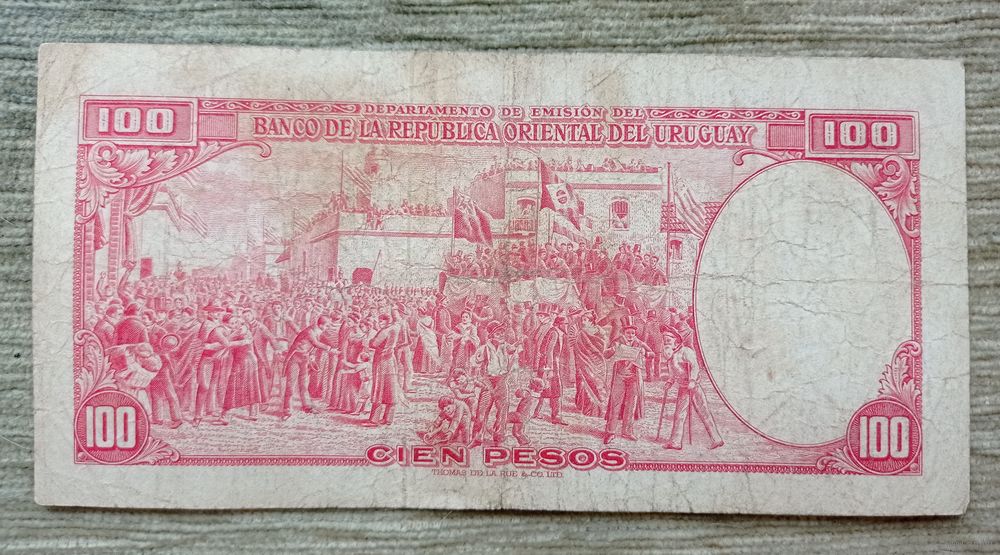 100
DEPARTAMENTO DE EMISIÓN DEL
100
BANCO DE LA REPUBLICA ORIENTAL DEL URUGUAY
100
CIEN PESOS
100
THOMAS DE LA RUE & CO. LTD.